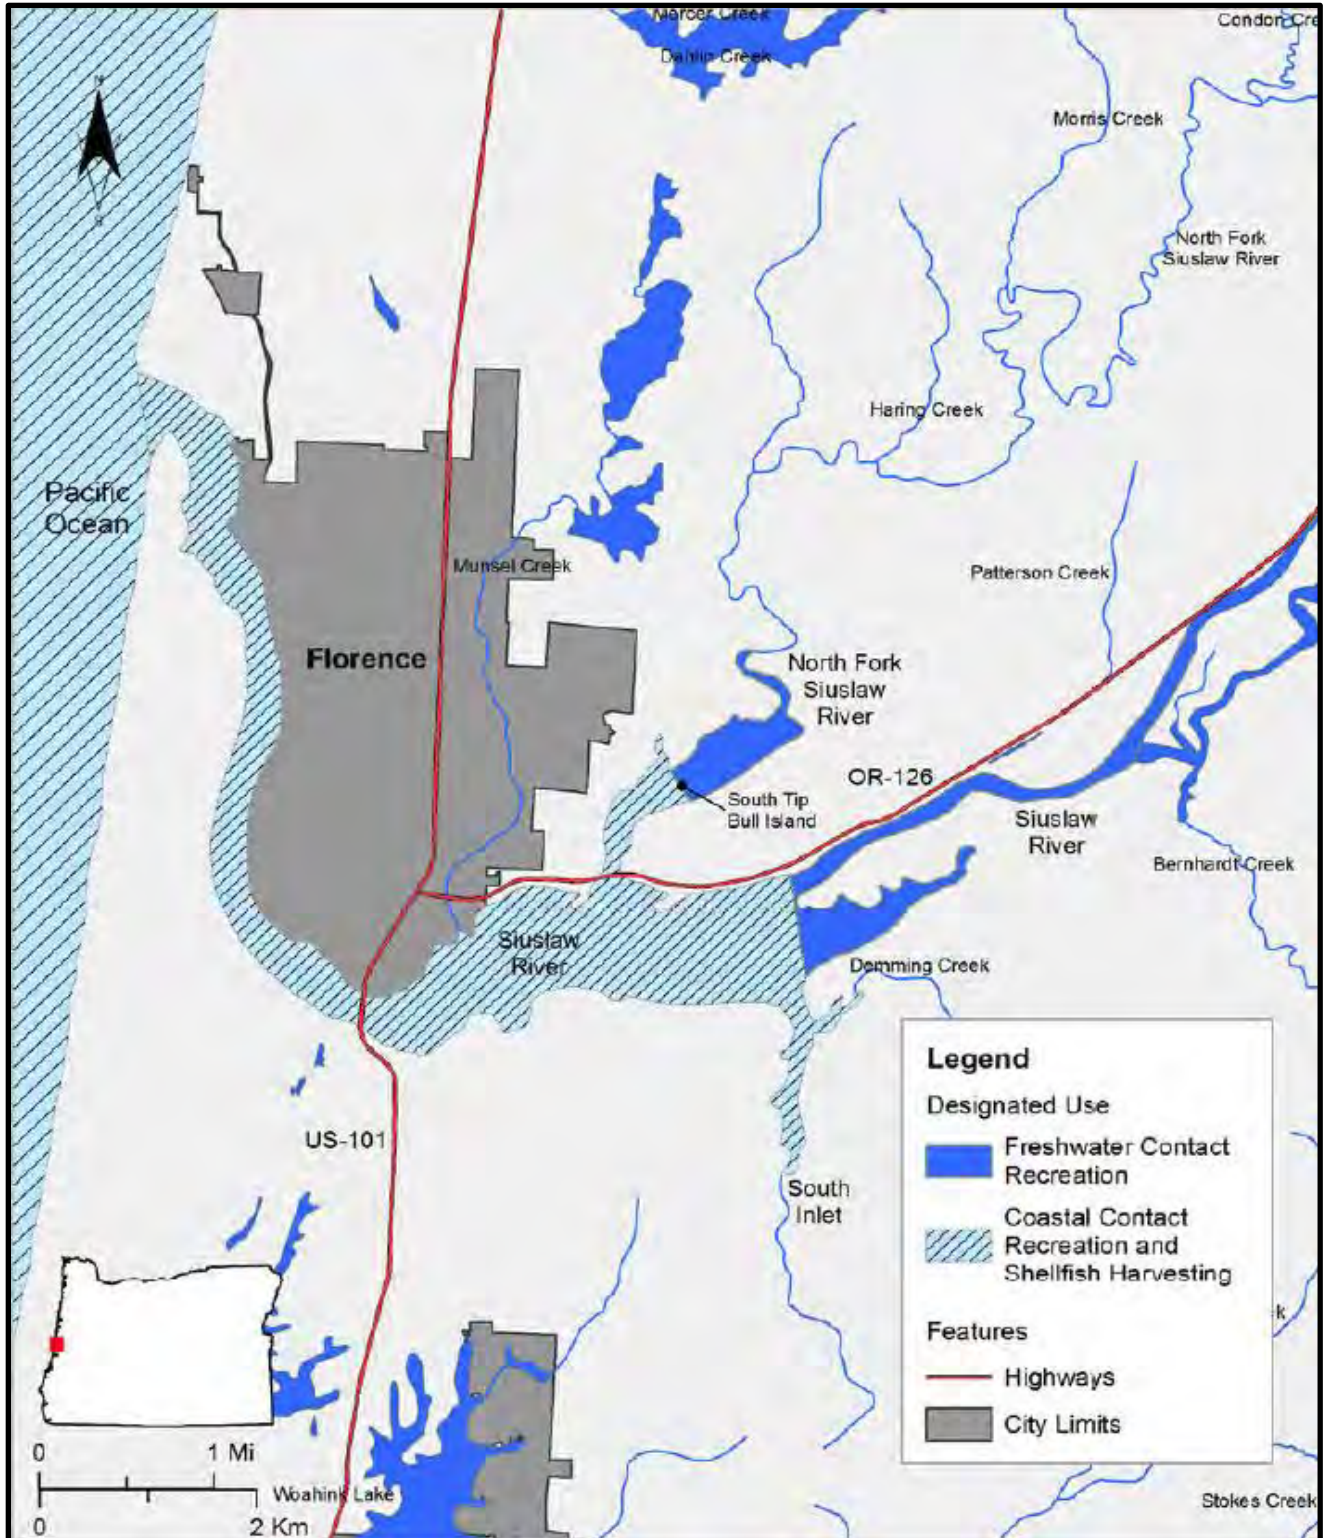 Mercer Creek
Dahlin Creek
Condon Cre
N
Morris Creek
North Fork
Siuslaw River
Haring Creek
Pacific
Ocean
Munsel Creek
Patterson Creek
Florence
North Fork
Siuslaw
River
OR-126
South Tip
Bull Island
Siuslaw
River
Bernhardt Creek
Siuslaw
River
Demming Creek
US-101
South
Inlet
Legend
Designated Use
Freshwater Contact
Recreation
Coastal Contact
Recreation and
Shellfish Harvesting
Features
Highways
City Limits
k
0 1 Mi
0 2 Km
Woahink Lake
Stokes Creek